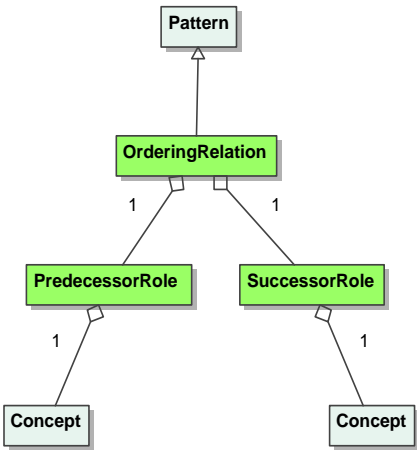 Pattern
OrderingRelation
1 1
PredecessorRole SuccessorRole
1 1
Concept Concept